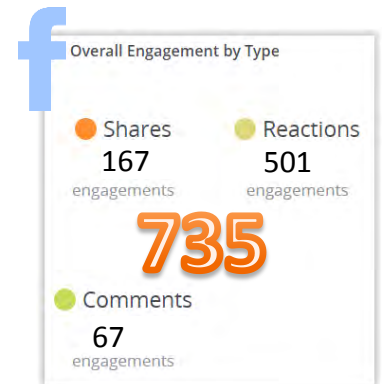 f
Overall Engagement by Type
Shares
167
engagements
Reactions
501
engagements
735
Comments
67
engagements